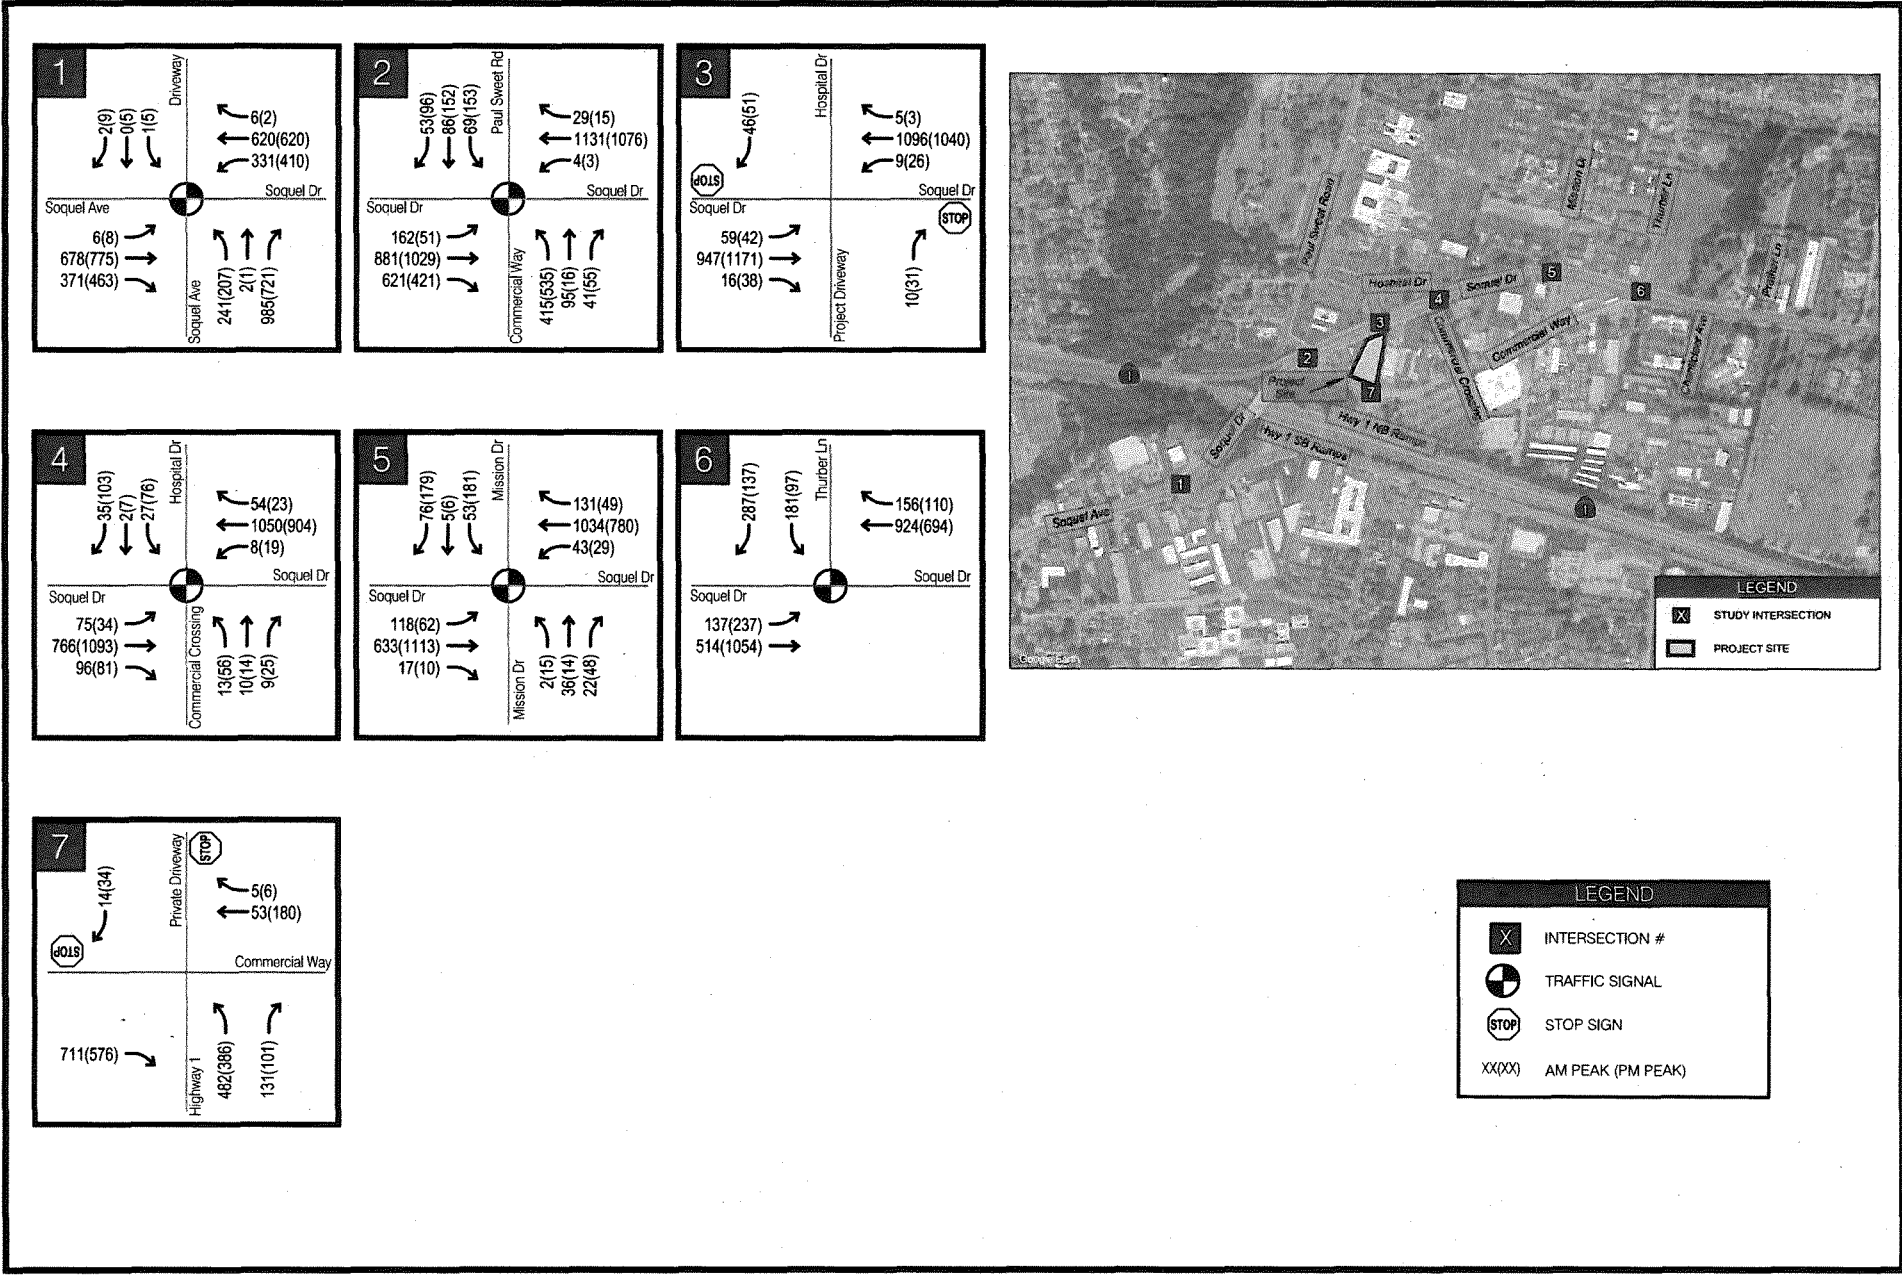 1
Driveway
2(9)
0(5)
1(5)
6(2)
620(620)
331(410)
Soquel Dr
Soquel Ave
6(8)
678(775)
371(463)
Soquel Ave
241(207)
2(1)
985(721)
2
Paul Sweet Rd
53(96)
86(152)
69(153)
29(15)
1131(1076)
4(3)
Soquel Dr
Soquel Dr
162(51)
881(1029)
621(421)
Commercial Way
415(535)
95(16)
41(55)
3
Hospital Dr
46(51)
5(3)
1096(1040)
9(26)
STOP
Soquel Dr
Soquel Dr
STOP
59(42)
947(1171)
16(38)
Project Driveway
10(31)
4
Hospital Dr
35(103)
2(7)
27(76)
54(23)
1050(904)
8(19)
Soquel Dr
Soquel Dr
75(34)
766(1093)
96(81)
Commercial Crossing
13(56)
10(14)
9(25)
5
Mission Dr
76(179)
5(6)
53(181)
131(49)
1034(780)
43(29)
Soquel Dr
Soquel Dr
118(62)
633(1113)
17(10)
Mission Dr
2(15)
36(14)
22(48)
6
Thurber Ln
287(137)
181(97)
156(110)
924(694)
Soquel Dr
Soquel Dr
137(237)
514(1054)
7
Private Driveway
STOP
14(34)
5(6)
53(180)
STOP
Commercial Way
711(576)
Highway 1
482(386)
131(101)
Paul Sweet Road
Mission Dr
Thurber Ln
Hospital Dr
Soquel Dr
4
5
6
3
2
7
1
Commercial Way
Commercial Crossing
Project
Site
Soquel Dr
Hwy 1 NB Ramps
Hwy 1 SB Ramps
1
Soquel Ave
1
LEGEND
X STUDY INTERSECTION
PROJECT SITE
LEGEND
X INTERSECTION #
TRAFFIC SIGNAL
STOP STOP SIGN
XX(XX) AM PEAK (PM PEAK)